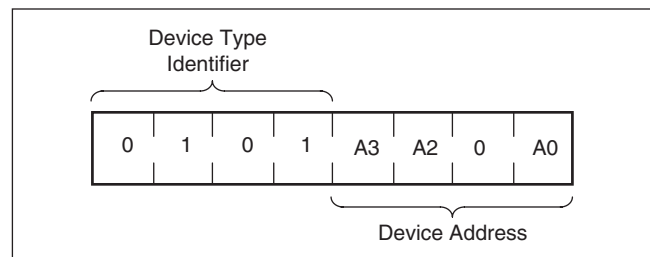 Device Type
Identifier
0 1 0 1 A3 A2 0 A0
Device Address